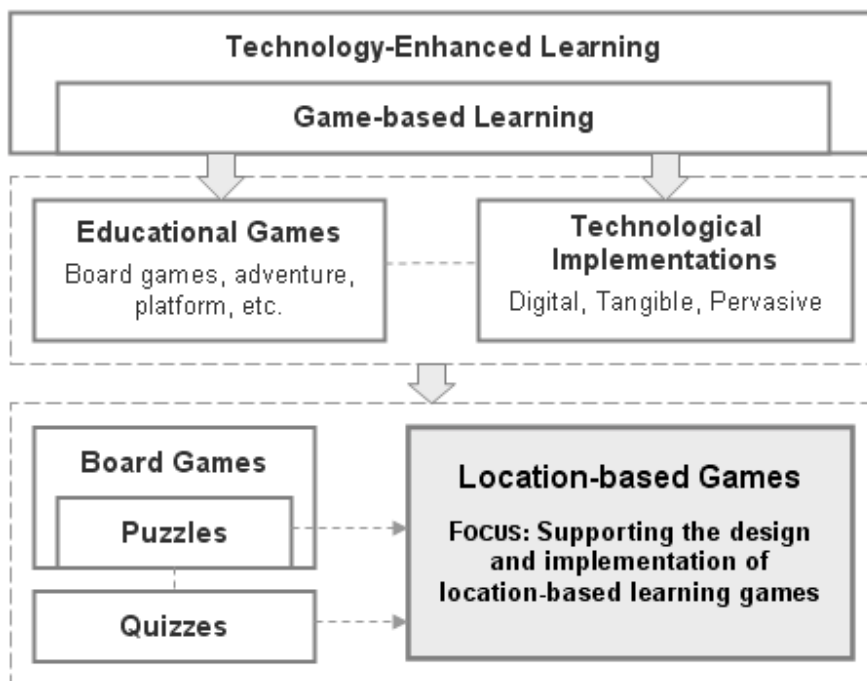 Technology-Enhanced Learning
Game-based Learning
Educational Games
Board games, adventure,
platform, etc.
Technological
Implementations
Digital, Tangible, Pervasive
Board Games
Puzzles
Quizzes
Location-based Games
FOCUS: Supporting the design
and implementation of
location-based learning games